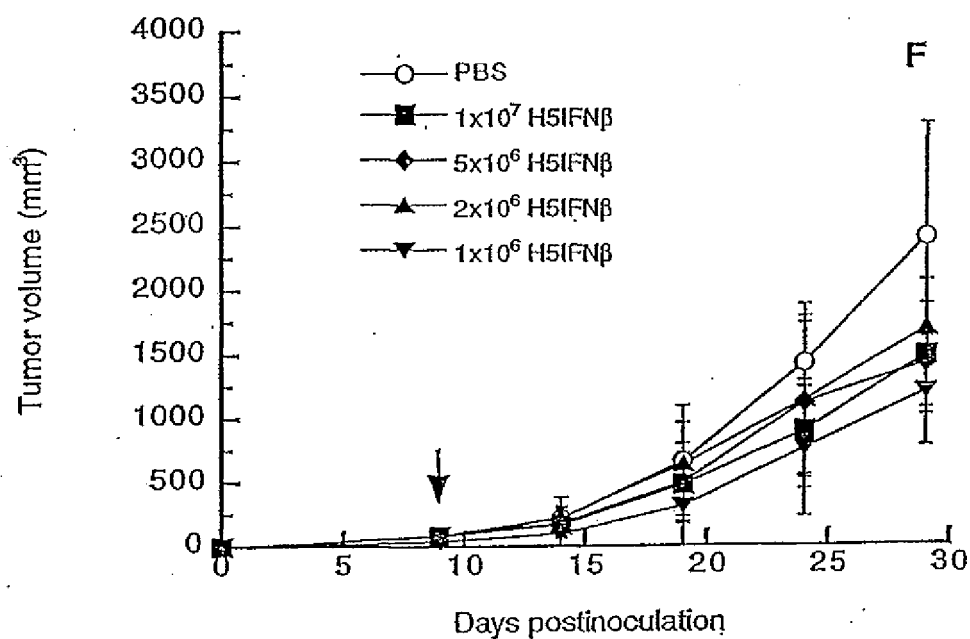 4000
3500
3000
2500
2000
1500
1000
500
0
Tumor volume (mm³)
F
PBS
1x10⁷ H5IFNβ
5x10⁶ H5IFNβ
2x10⁶ H5IFNβ
1x10⁶ H5IFNβ
0 5 10 15 20 25 30
Days postinoculation